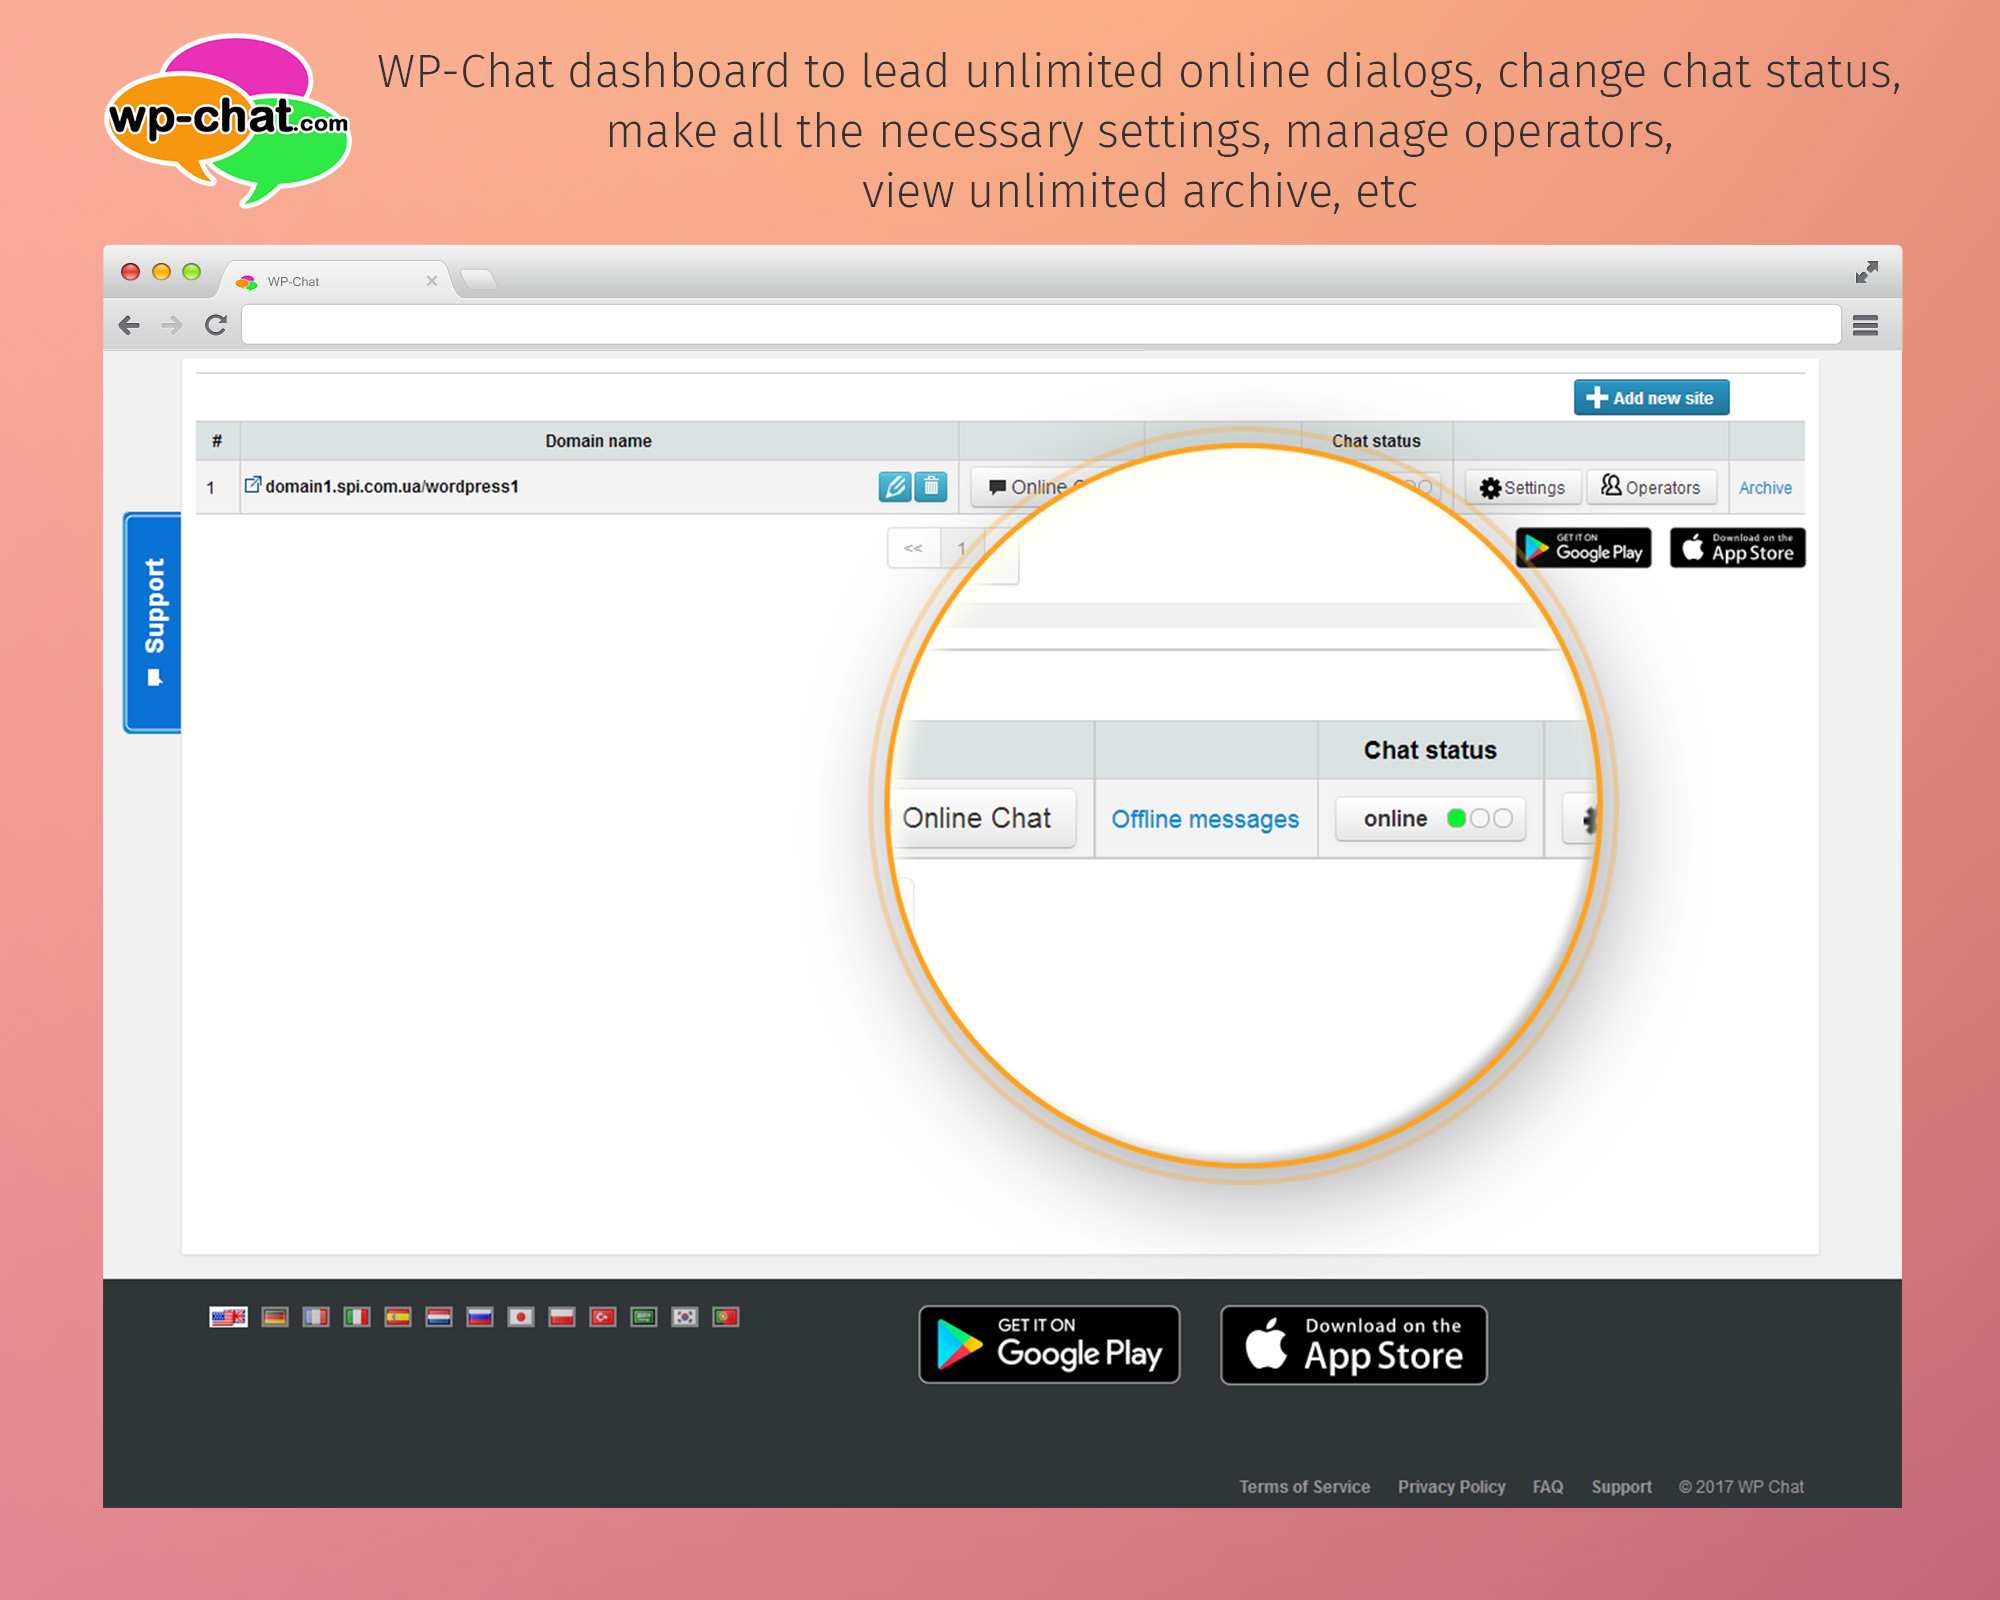 wp-chat.com
WP-Chat dashboard to lead unlimited online dialogs, change chat status,
make all the necessary settings, manage operators,
view unlimited archive, etc
WP-Chat
Add new site
# Domain name Chat status
1 domain1.spi.com.ua/wordpress1 Online Settings Operators Archive
<< 1
GET IT ON
Google Play
Download on the
App Store
Support
Chat status
Online Chat Offline messages online
GET IT ON
Google Play
Download on the
App Store
Terms of Service Privacy Policy FAQ Support © 2017 WP Chat